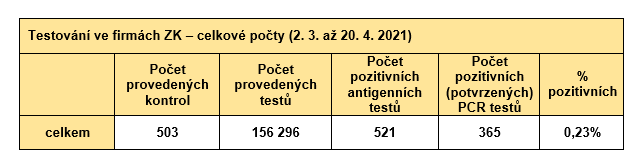 Testování ve firmách ZK – celkové počty (2. 3. až 20. 4. 2021)
Počet provedených kontrol
Počet provedených testů
Počet pozitivních antigenních testů
Počet pozitivních (potvrzených) PCR testů
% pozitivních
celkem 503 156 296 521 365 0,23%